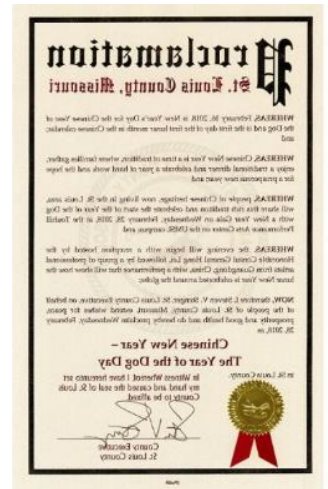 Proclamation
St. Louis County, Missouri
WHEREAS, February 16, 2018, is New Year's Day for the Chinese Year of
the Dog and is the first day of the first lunar month in the Chinese calendar;
and
WHEREAS, Chinese New Year is a time of tradition, where families gather,
enjoy a traditional dinner and celebrate a year of hard work and the hope
for a prosperous new year; and
WHEREAS, people of Chinese heritage, now living in the St. Louis area,
will share this rich tradition and celebrate the start of the Year of the Dog
with a New Year Gala on Wednesday, February 28, 2018, at the Touhill
Performance Arts Center on the UMSL campus; and
WHEREAS, the evening will begin with a reception hosted by the
Honorable Consul General Hong Lei, followed by a group of professional
artists from Guangdong, China, with a performance that will show how the
lunar New Year is celebrated around the globe;
NOW, therefore I, Steven V. Stenger, St. Louis County Executive, on behalf
of the people of St. Louis County, Missouri, extend wishes for peace,
prosperity and good health and do hereby proclaim Wednesday, February
28, 2018, as
Chinese New Year –
The Year of the Dog Day
in St. Louis County.
In Witness Whereof, I have hereunto set
my hand and caused the seal of St. Louis
County to be affixed.
County Executive
St. Louis County